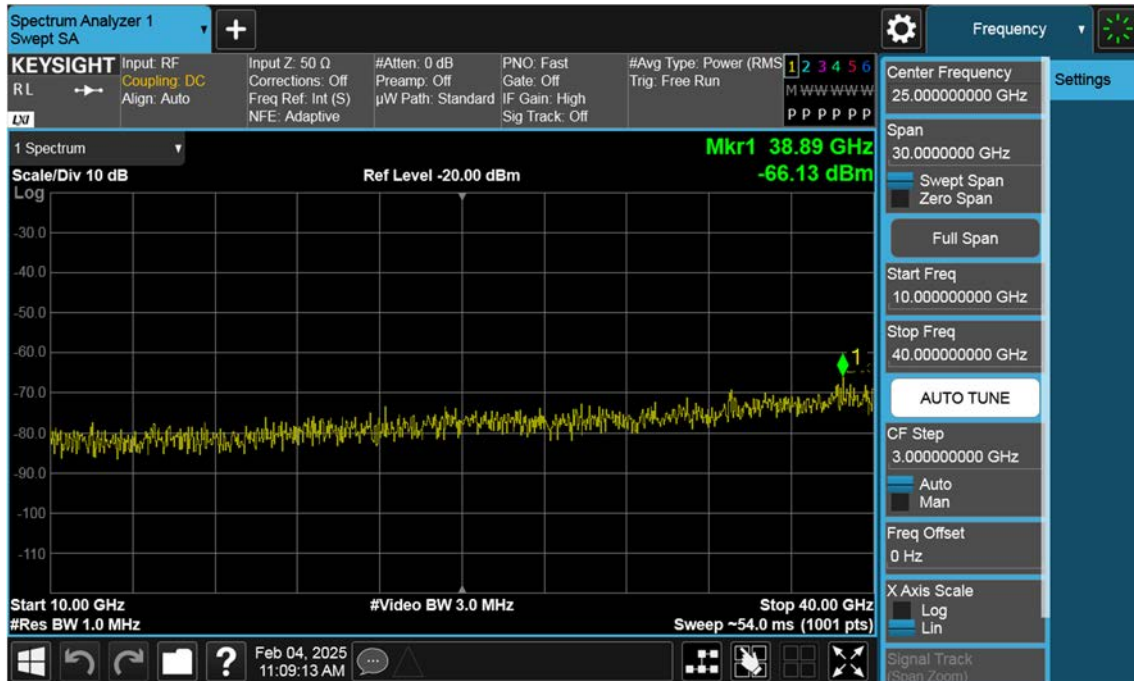 Spectrum Analyzer 1
Swept SA
Frequency
KEYSIGHT
RL
LXI
Input: RF
Coupling: DC
Align: Auto
Input Z: 50 Ω
Corrections: Off
Freq Ref: Int (S)
NFE: Adaptive
#Atten: 0 dB
Preamp: Off
µW Path: Standard
PNO: Fast
Gate: Off
IF Gain: High
Sig Track: Off
#Avg Type: Power (RMS
Trig: Free Run
1 2 3 4 5 6
M W W W W W
P P P P P P
1 Spectrum
Scale/Div 10 dB
Ref Level -20.00 dBm
Mkr1 38.89 GHz
-66.13 dBm
Log
-30.0
-40.0
-50.0
-60.0
-70.0
-80.0
-90.0
-100
-110
1
Start 10.00 GHz
#Video BW 3.0 MHz
Stop 40.00 GHz
#Res BW 1.0 MHz
Sweep ~54.0 ms (1001 pts)
?
Feb 04, 2025
11:09:13 AM
Center Frequency
25.000000000 GHz
Span
30.0000000 GHz
Swept Span
Zero Span
Full Span
Start Freq
10.000000000 GHz
Stop Freq
40.000000000 GHz
AUTO TUNE
CF Step
3.000000000 GHz
Auto
Man
Freq Offset
0 Hz
X Axis Scale
Log
Lin
Signal Track
(Span Zoom)
Settings